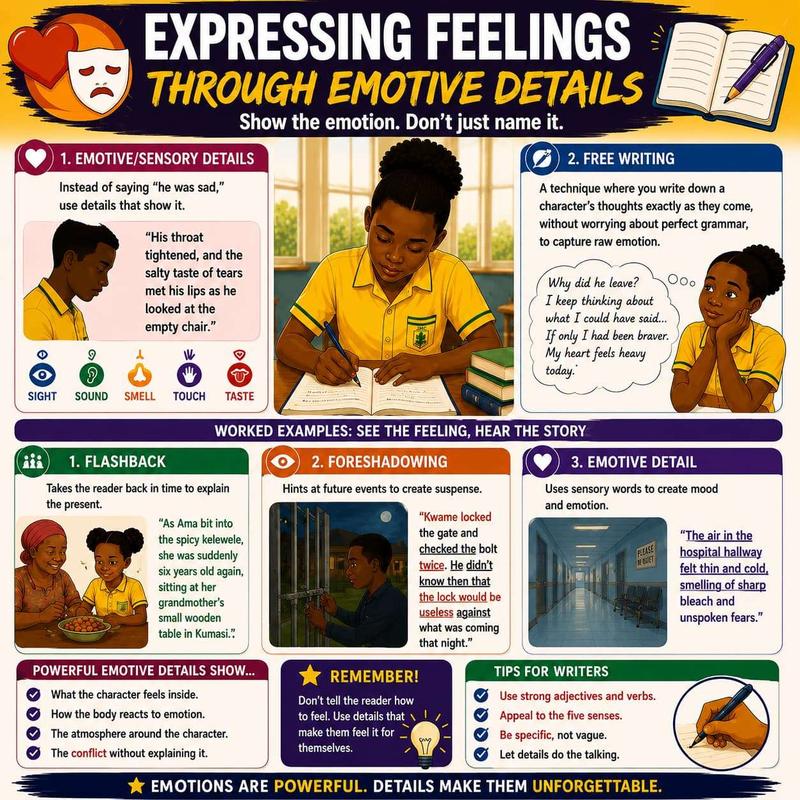 EXPRESSING FEELINGS
THROUGH EMOTIVE DETAILS
Show the emotion. Don't just name it.
1. EMOTIVE/SENSORY DETAILS
Instead of saying "he was sad,"
use details that show it.
"His throat
tightened, and the
salty taste of tears
met his lips as he
looked at the
empty chair."
SIGHT
SOUND
SMELL
TOUCH
TASTE
2. FREE WRITING
A technique where you write down a
character's thoughts exactly as they come,
without worrying about perfect grammar,
to capture raw emotion.
Why did he leave?
I keep thinking about
what I could have said...
If only I had been braver.
My heart feels heavy
today.
WORKED EXAMPLES: SEE THE FEELING, HEAR THE STORY
1. FLASHBACK
Takes the reader back in time to explain
the present.
"As Ama bit into
the spicy kelewele,
she was suddenly
six years old again,
sitting at her
grandmother's
small wooden
table in Kumasi."
2. FORESHADOWING
Hints at future events to create suspense.
"Kwame locked
the gate and
checked the bolt
twice. He didn't
know then that
the lock would be
useless against
what was coming
that night."
3. EMOTIVE DETAIL
Uses sensory words to create mood
and emotion.
PLEASE
BE QUIET
"The air in the
hospital hallway
felt thin and cold,
smelling of sharp
bleach and
unspoken fears."
POWERFUL EMOTIVE DETAILS SHOW...
What the character feels inside.
How the body reacts to emotion.
The atmosphere around the character.
The conflict without explaining it.
REMEMBER!
Don't tell the reader how
to feel. Use details that
make them feel it for
themselves.
TIPS FOR WRITERS
Use strong adjectives and verbs.
Appeal to the five senses.
Be specific, not vague.
Let details do the talking.
EMOTIONS ARE POWERFUL. DETAILS MAKE THEM UNFORGETTABLE.